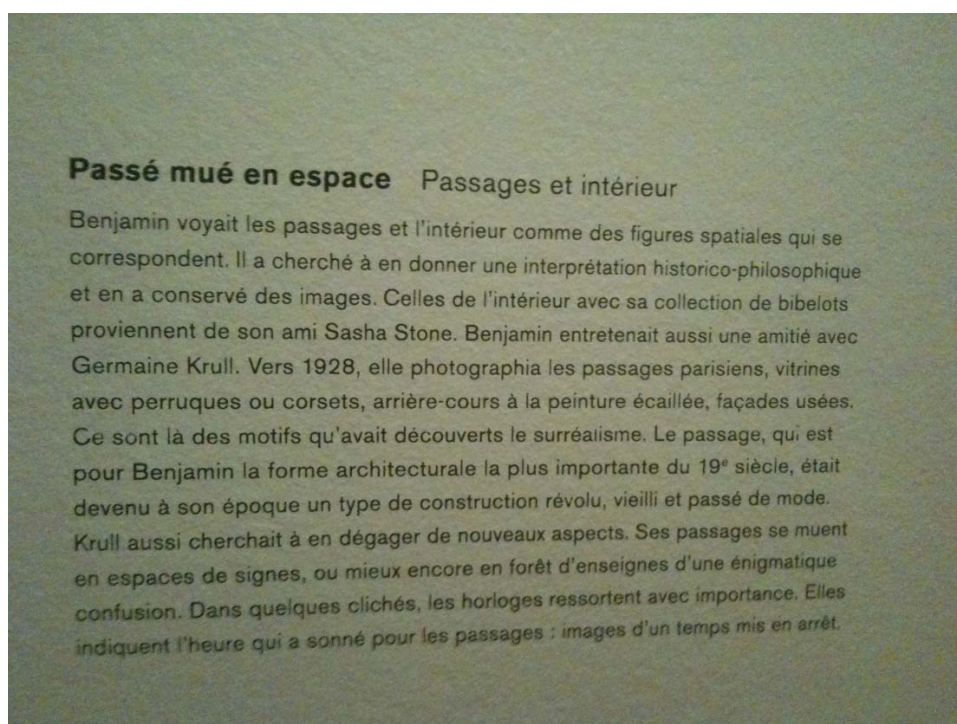 Passé mué en espace Passages et intérieur
Benjamin voyait les passages et l'intérieur comme des figures spatiales qui se
correspondent. Il a cherché à en donner une interprétation historico-philosophique
et en a conservé des images. Celles de l'intérieur avec sa collection de bibelots
proviennent de son ami Sasha Stone. Benjamin entretenait aussi une amitié avec
Germaine Krull. Vers 1928, elle photographia les passages parisiens, vitrines
avec perruques ou corsets, arrière-cours à la peinture écaillée, façades usées.
Ce sont là des motifs qu'avait découverts le surréalisme. Le passage, qui est
pour Benjamin la forme architecturale la plus importante du 19e siècle, était
devenu à son époque un type de construction révolu, vieilli et passé de mode.
Krull aussi cherchait à en dégager de nouveaux aspects. Ses passages se muent
en espaces de signes, ou mieux encore en forêt d'enseignes d'une énigmatique
confusion. Dans quelques clichés, les horloges ressortent avec importance. Elles
indiquent l'heure qui a sonné pour les passages : images d'un temps mis en arrêt.